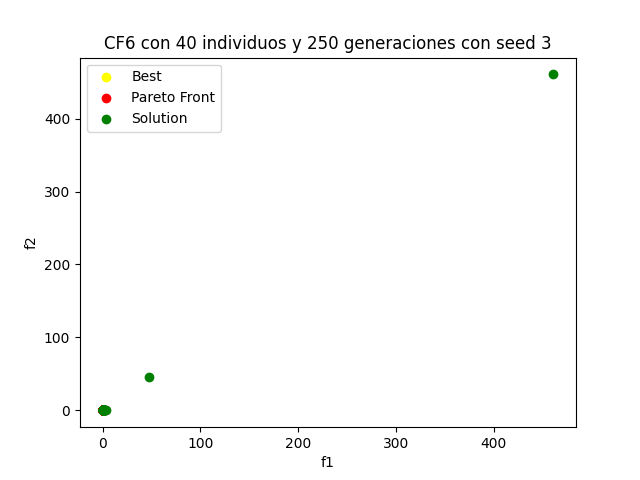 CF6 con 40 individuos y 250 generaciones con seed 3
Best
Pareto Front
Solution
400
300
200
100
0
f2
0 100 200 300 400
f1